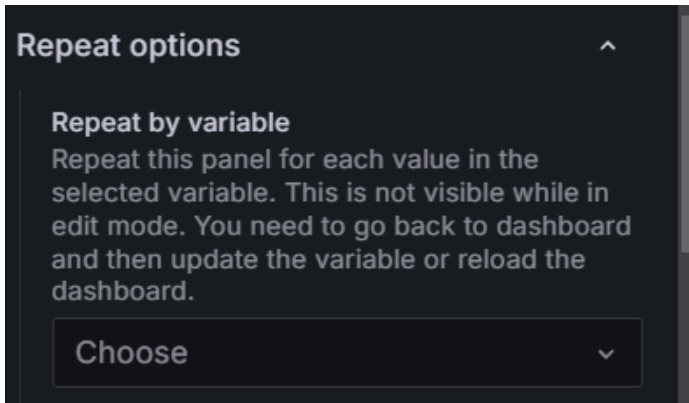 Repeat options
Repeat by variable
Repeat this panel for each value in the
selected variable. This is not visible while in
edit mode. You need to go back to dashboard
and then update the variable or reload the
dashboard.
Choose